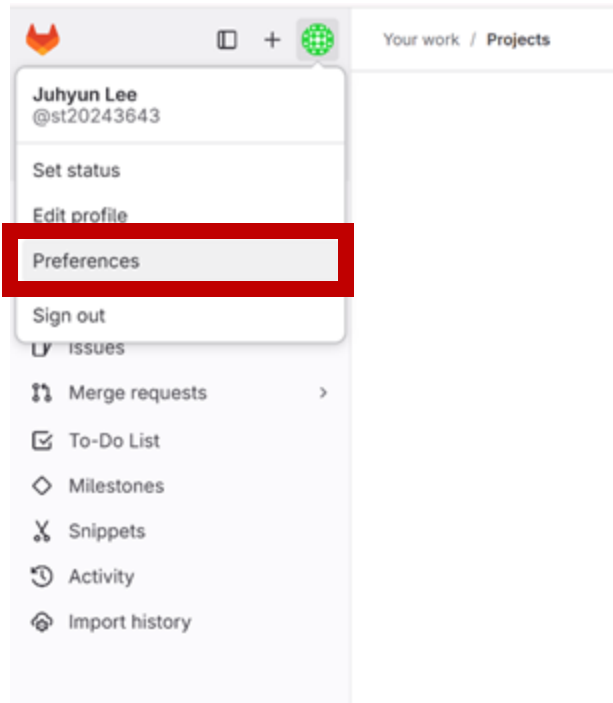 Your work / Projects
Juhyun Lee
@st20243643
Set status
Edit profile
Preferences
Sign out
Issues
Merge requests
To-Do List
Milestones
Snippets
Activity
Import history